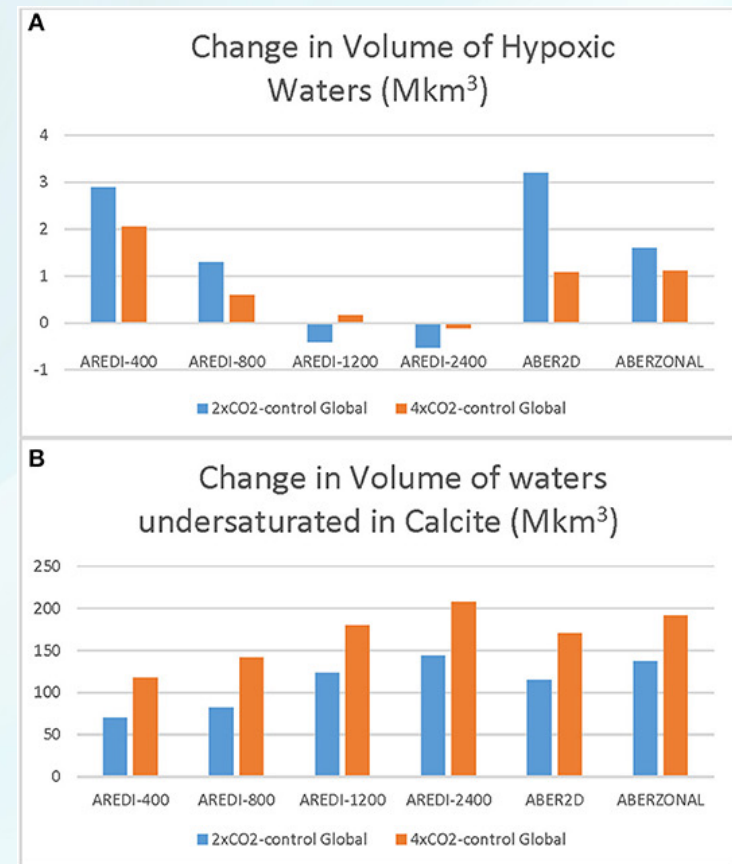 A
Change in Volume of Hypoxic
Waters (Mkm³)
4
3
2
1
0
-1
AREDI-400 AREDI-800 AREDI-1200 AREDI-2400 ABER2D ABERZONAL
2xCO2-control Global 4xCO2-control Global
B
Change in Volume of waters
undersaturated in Calcite (Mkm³)
250
200
150
100
50
0
AREDI-400 AREDI-800 AREDI-1200 AREDI-2400 ABER2D ABERZONAL
2xCO2-control Global 4xCO2-control Global